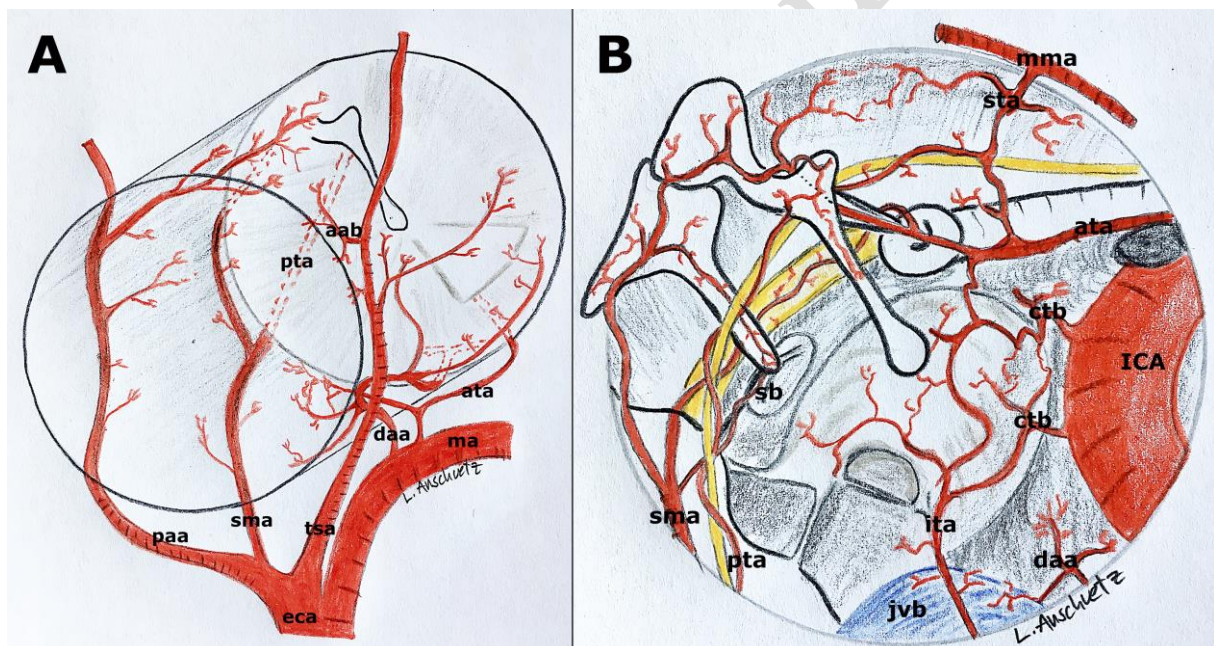 A
aab
pta
ata
daa
ma
L. Anschuetz
sma
tsa
paa
eca
B
mma
sta
ata
ctb
ICA
sb
ctb
sma
ita
pta
daa
jvb
L. Anschuetz